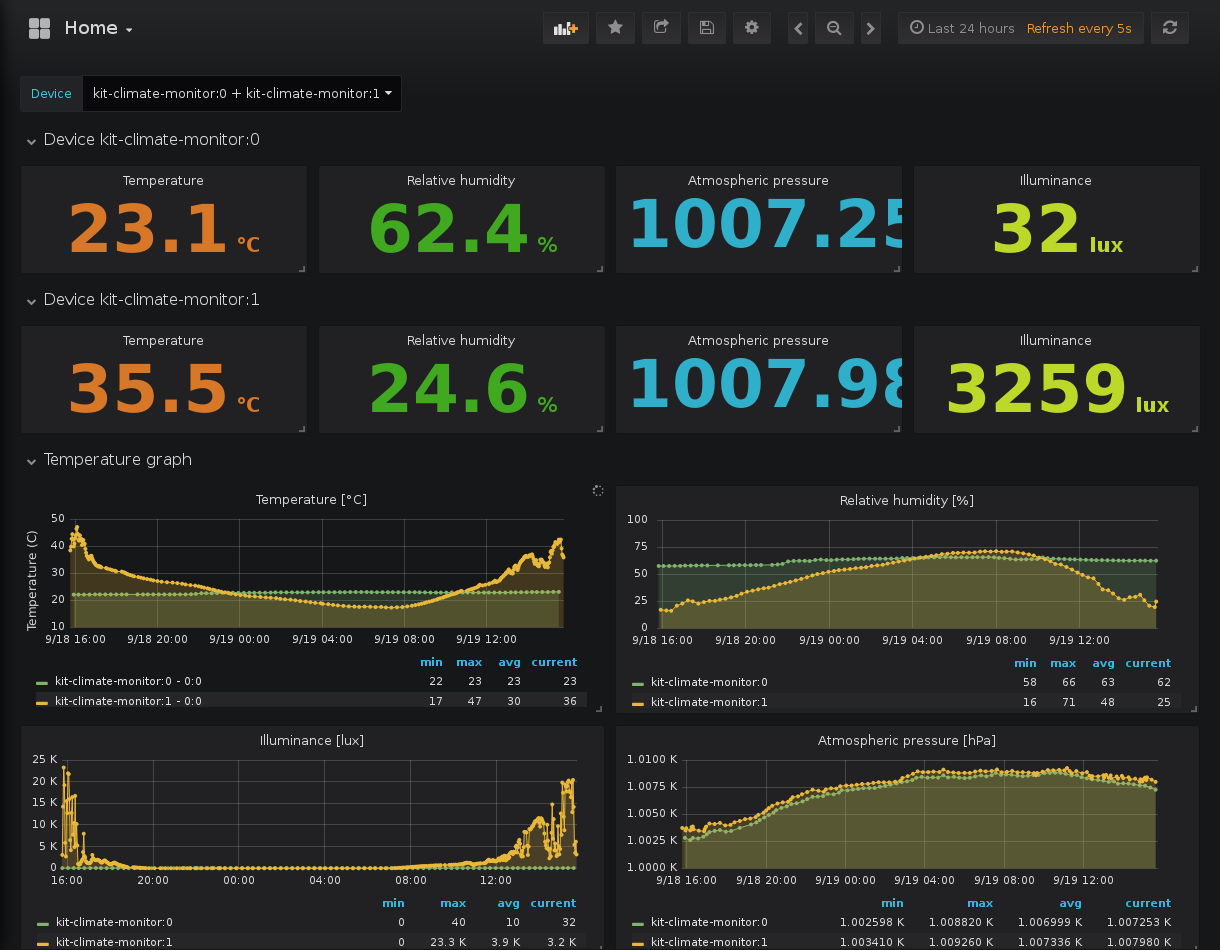 Home
Last 24 hours Refresh every 5s
Device kit-climate-monitor:0 + kit-climate-monitor:1
Device kit-climate-monitor:0
Temperature Relative humidity Atmospheric pressure Illuminance
23.1 °C 62.4 % 1007.25 32 lux
Device kit-climate-monitor:1
Temperature Relative humidity Atmospheric pressure Illuminance
35.5 °C 24.6 % 1007.98 3259 lux
Temperature graph
Temperature [°C]
Temperature (C)
50
40
30
20
10
9/18 16:00 9/18 20:00 9/19 00:00 9/19 04:00 9/19 08:00 9/19 12:00
min max avg current
kit-climate-monitor:0 - 0:0 22 23 23 23
kit-climate-monitor:1 - 0:0 17 47 30 36
Relative humidity [%]
100
75
50
25
0
9/18 16:00 9/18 20:00 9/19 00:00 9/19 04:00 9/19 08:00 9/19 12:00
min max avg current
kit-climate-monitor:0 58 66 63 62
kit-climate-monitor:1 16 71 48 25
Illuminance [lux]
25 K
20 K
15 K
10 K
5 K
0
16:00 20:00 00:00 04:00 08:00 12:00
min max avg current
kit-climate-monitor:0 0 40 10 32
kit-climate-monitor:1 0 23.3 K 3.9 K 3.2 K
Atmospheric pressure [hPa]
1.0100 K
1.0075 K
1.0050 K
1.0025 K
1.0000 K
9/18 16:00 9/18 20:00 9/19 00:00 9/19 04:00 9/19 08:00 9/19 12:00
min max avg current
kit-climate-monitor:0 1.002598 K 1.008820 K 1.006999 K 1.007253 K
kit-climate-monitor:1 1.003410 K 1.009260 K 1.007336 K 1.007980 K